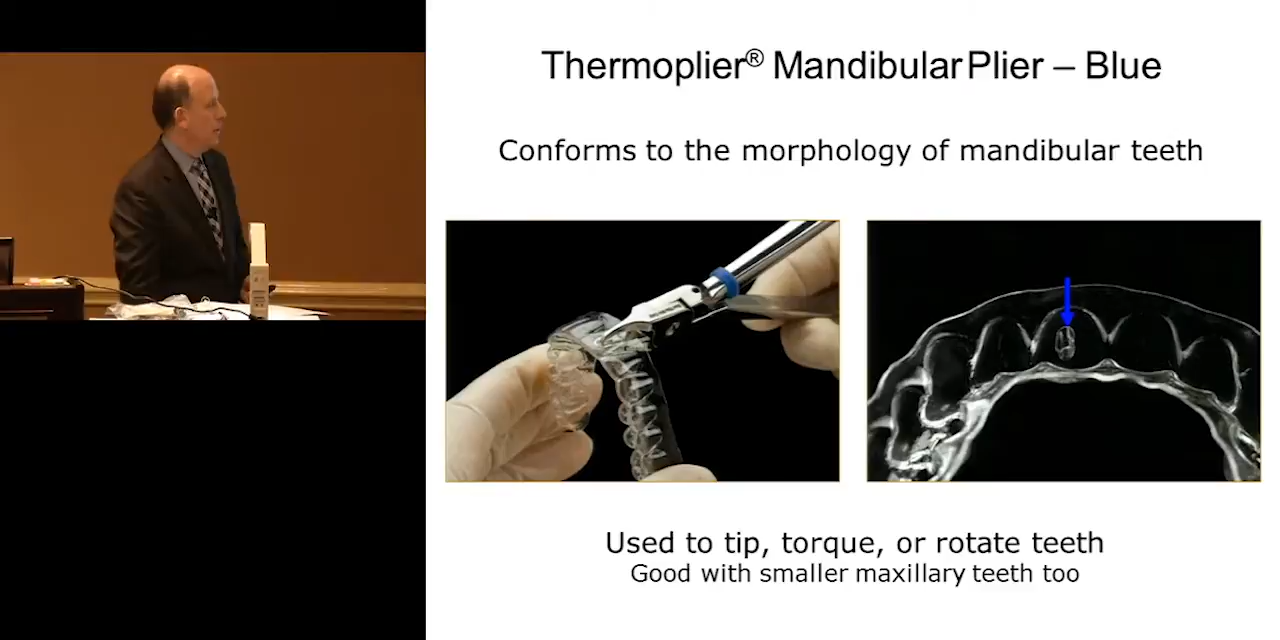 Thermoplier® Mandibular Plier – Blue
Conforms to the morphology of mandibular teeth
Used to tip, torque, or rotate teeth
Good with smaller maxillary teeth too